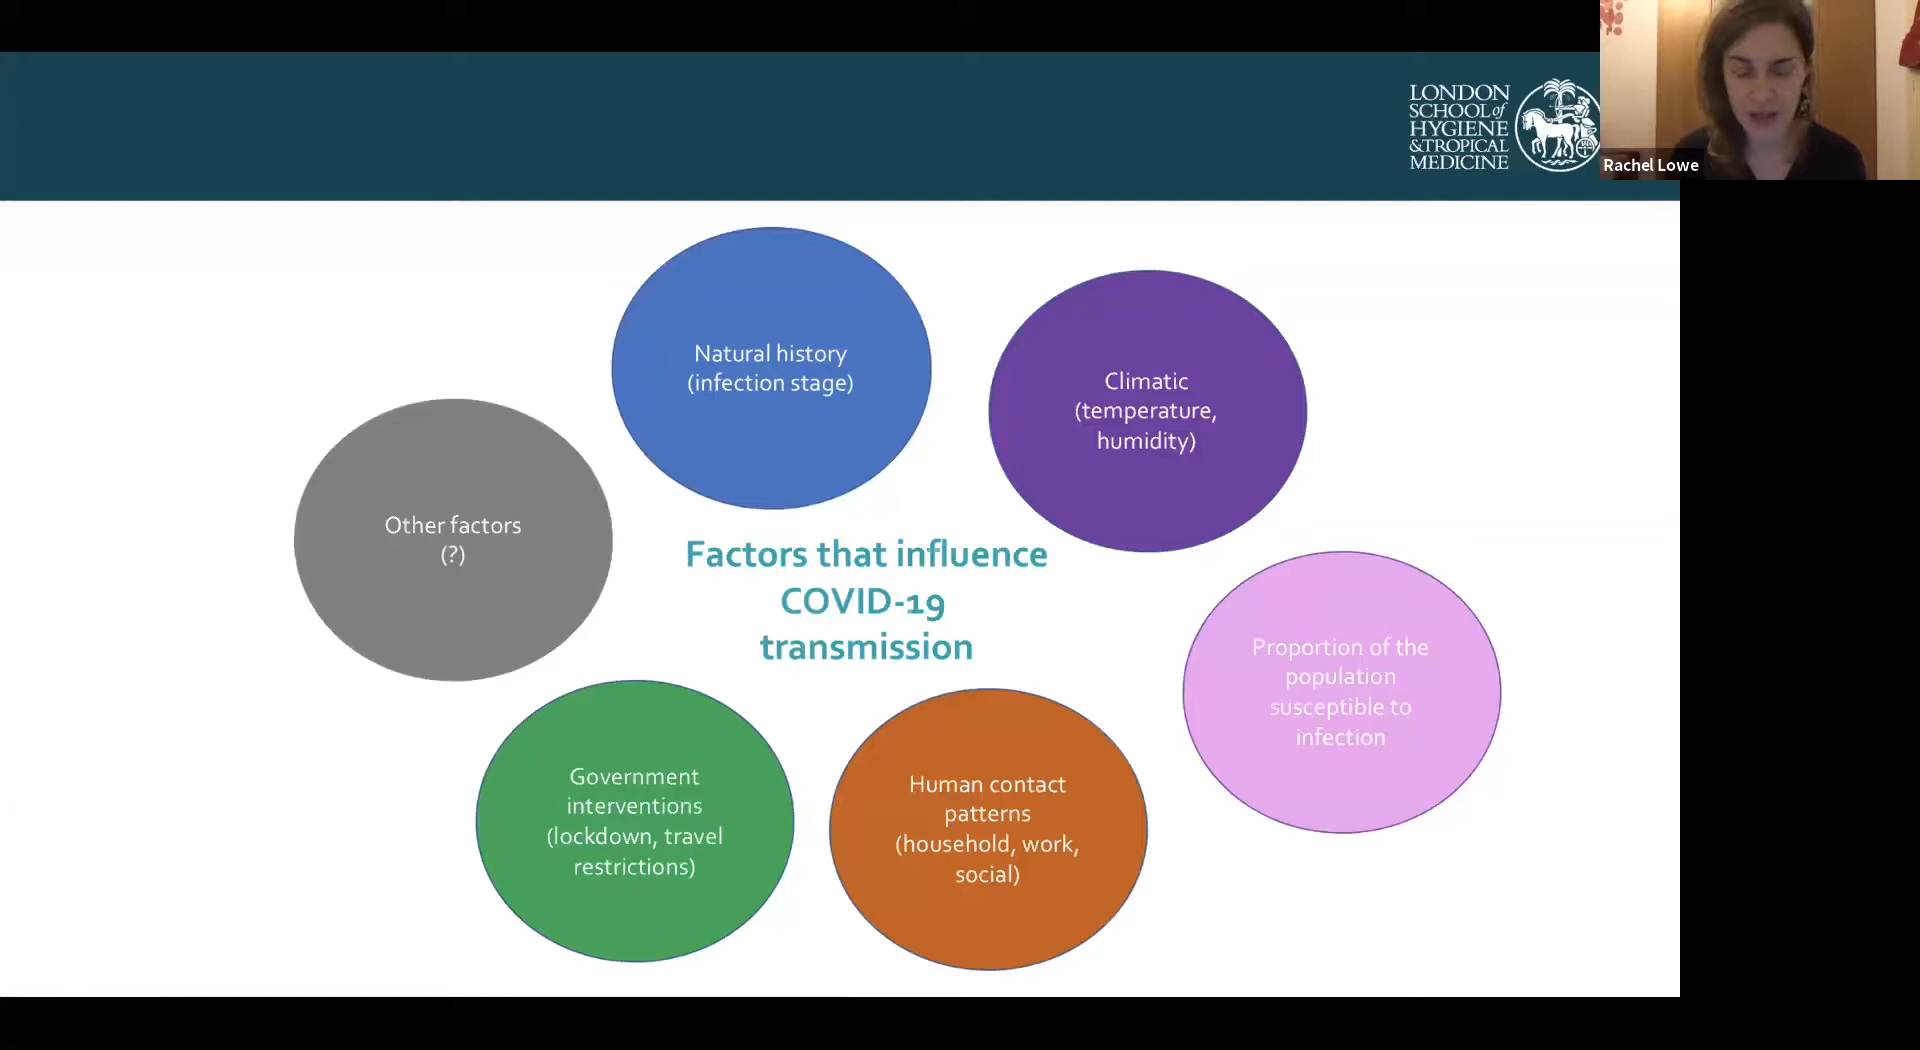 LONDON
SCHOOL of
HYGIENE
& TROPICAL
MEDICINE
Rachel Lowe
Natural history
(infection stage)
Climatic
(temperature,
humidity)
Other factors
(?)
Factors that influence
COVID-19
transmission
Proportion of the
population
susceptible to
infection
Government
interventions
(lockdown, travel
restrictions)
Human contact
patterns
(household, work,
social)